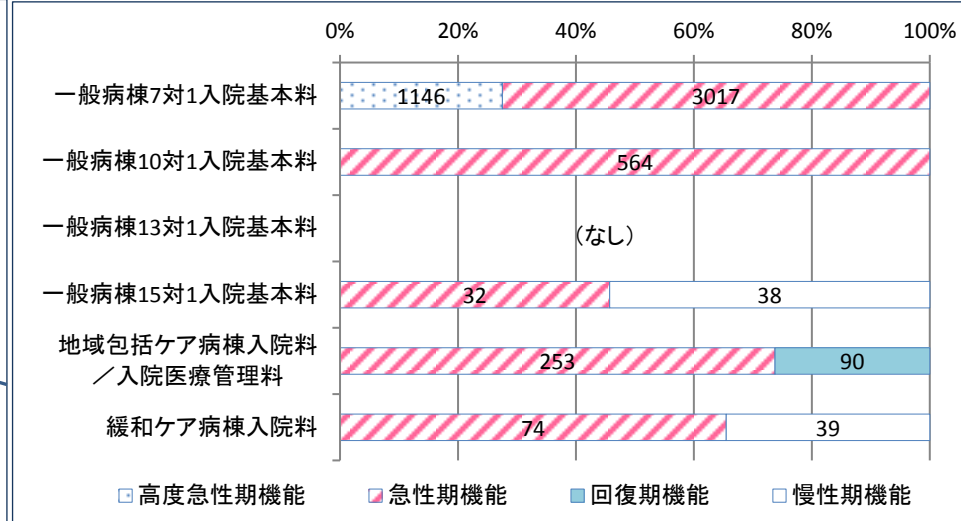 0% 20% 40% 60% 80% 100%
一般病棟7対1入院基本料 1146 3017
一般病棟10対1入院基本料 564
一般病棟13対1入院基本料 (なし)
一般病棟15対1入院基本料 32 38
地域包括ケア病棟入院料
／入院医療管理料 253 90
緩和ケア病棟入院料 74 39
高度急性期機能 急性期機能 回復期機能 慢性期機能